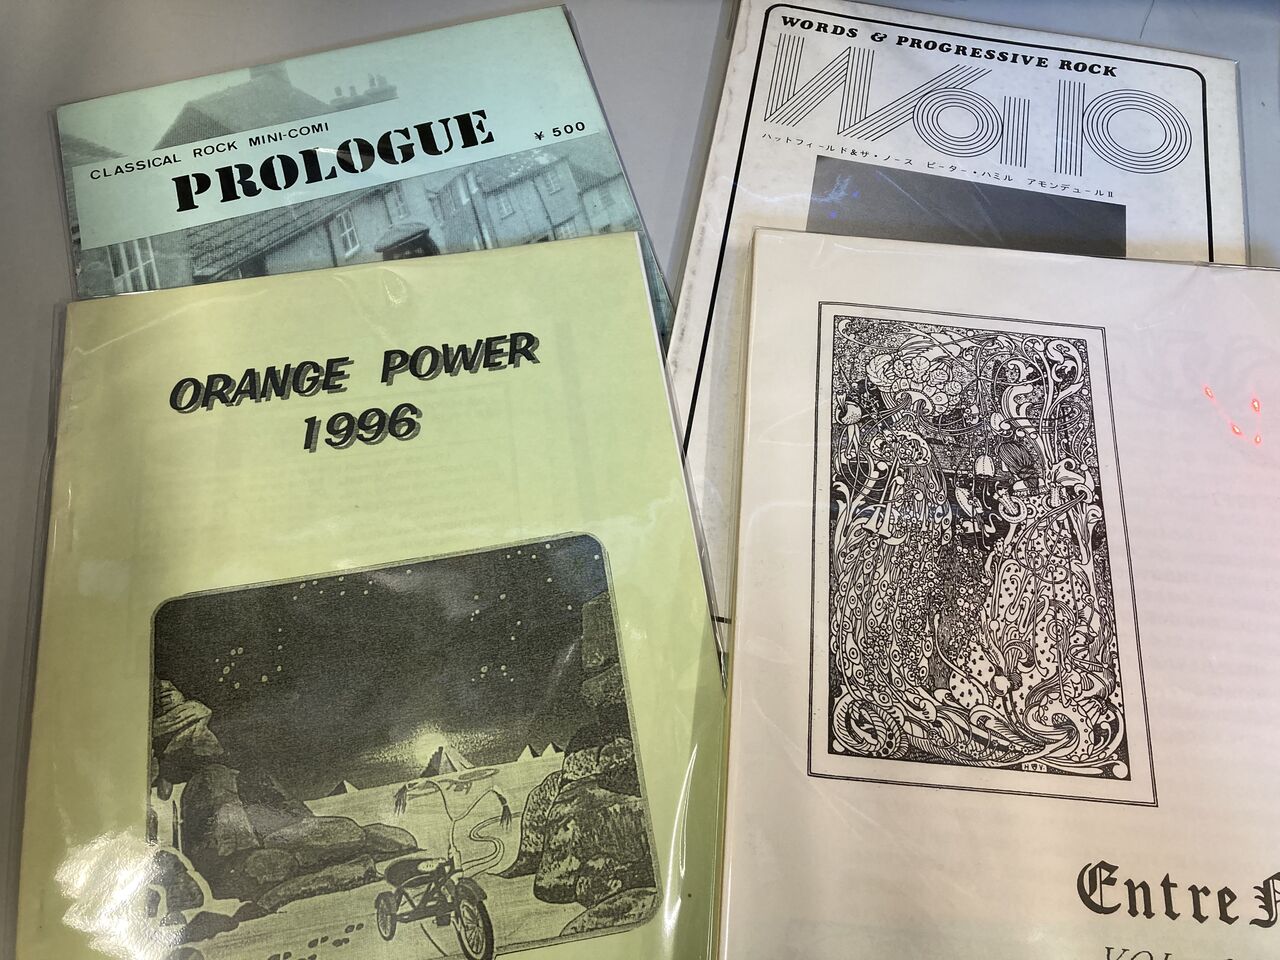 CLASSICAL ROCK MINI-COMI
PROLOGUE
¥500
WORDS & PROGRESSIVE ROCK
ハットフィールド&ザ・ノース ピーター・ハミル アモンデュールII
ORANGE POWER
1996
H V
Entre
VOL